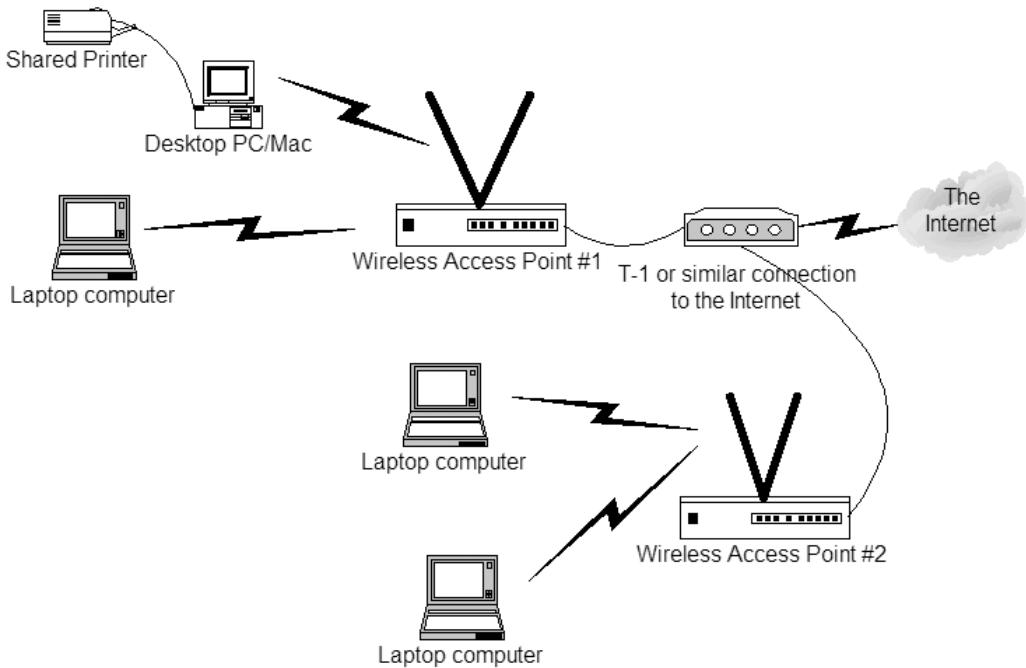 Shared Printer
Desktop PC/Mac
Laptop computer
Wireless Access Point #1
T-1 or similar connection
to the Internet
The
Internet
Laptop computer
Wireless Access Point #2
Laptop computer